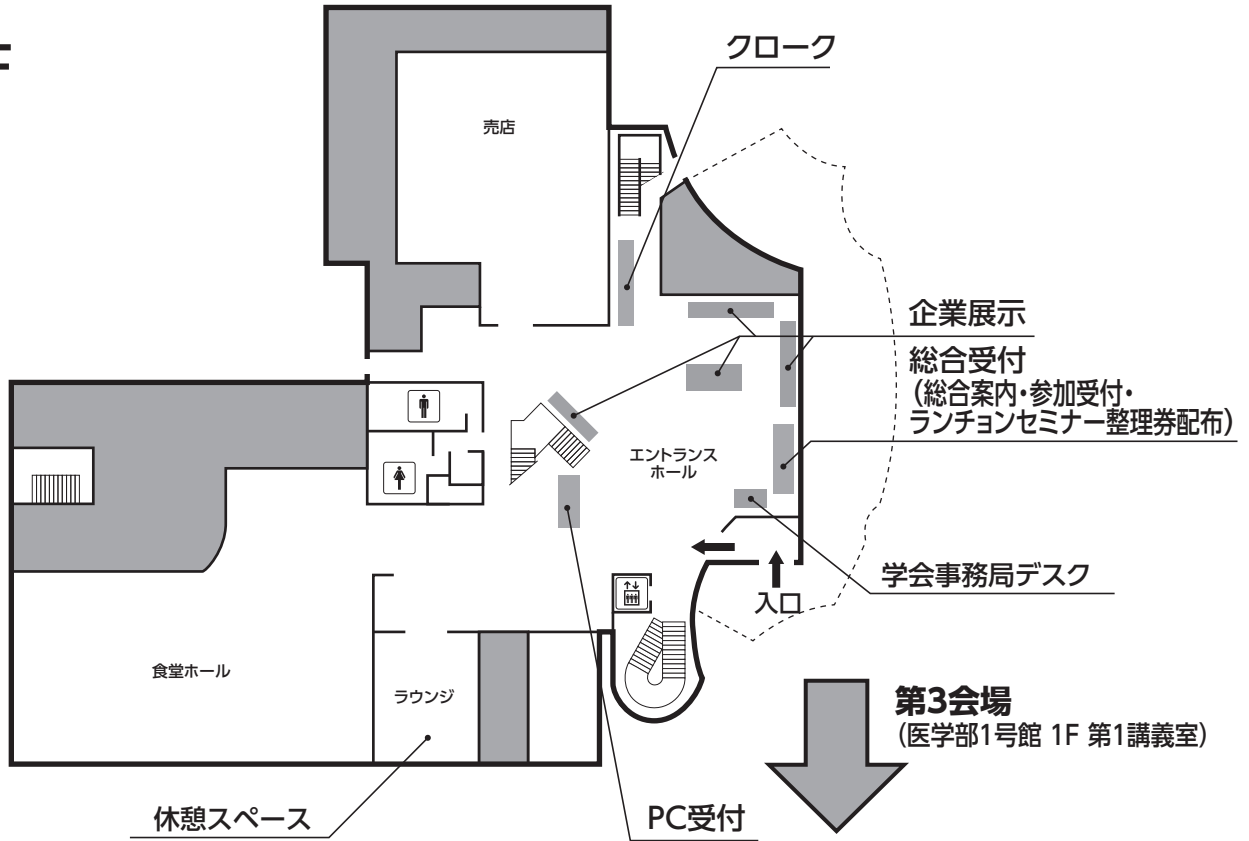 クローク
売店
企業展示
総合受付
（総合案内・参加受付・
ランチョンセミナー整理券配布）
エントランス
ホール
学会事務局デスク
入口
食堂ホール
ラウンジ
第3会場
（医学部1号館 1F 第1講義室）
休憩スペース
PC受付